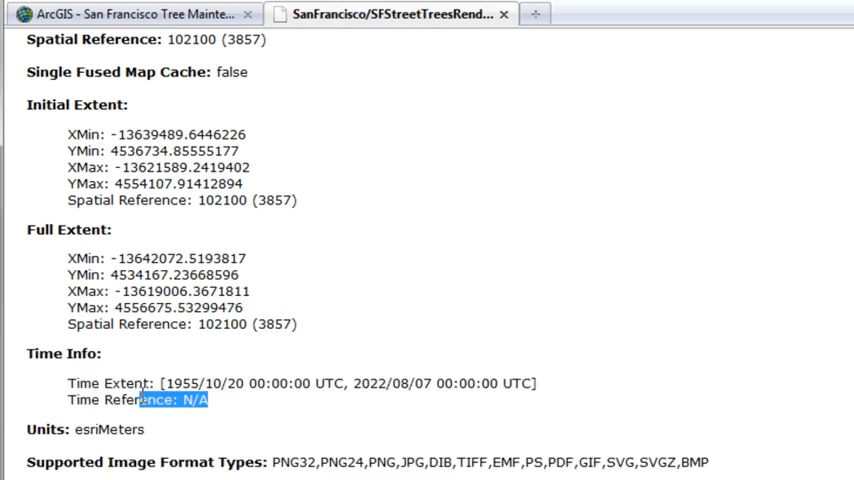 ArcGIS - San Francisco Tree Mainte...
SanFrancisco/SFStreetTreesRend...
Spatial Reference: 102100 (3857)
Single Fused Map Cache: false
Initial Extent:
XMin: -13639489.6446226
YMin: 4536734.85555177
XMax: -13621589.2419402
YMax: 4554107.91412894
Spatial Reference: 102100 (3857)
Full Extent:
XMin: -13642072.5193817
YMin: 4534167.23668596
XMax: -13619006.3671811
YMax: 4556675.53299476
Spatial Reference: 102100 (3857)
Time Info:
Time Extent: [1955/10/20 00:00:00 UTC, 2022/08/07 00:00:00 UTC]
Time Reference: N/A
Units: esriMeters
Supported Image Format Types: PNG32,PNG24,PNG,JPG,DIB,TIFF,EMF,PS,PDF,GIF,SVG,SVGZ,BMP